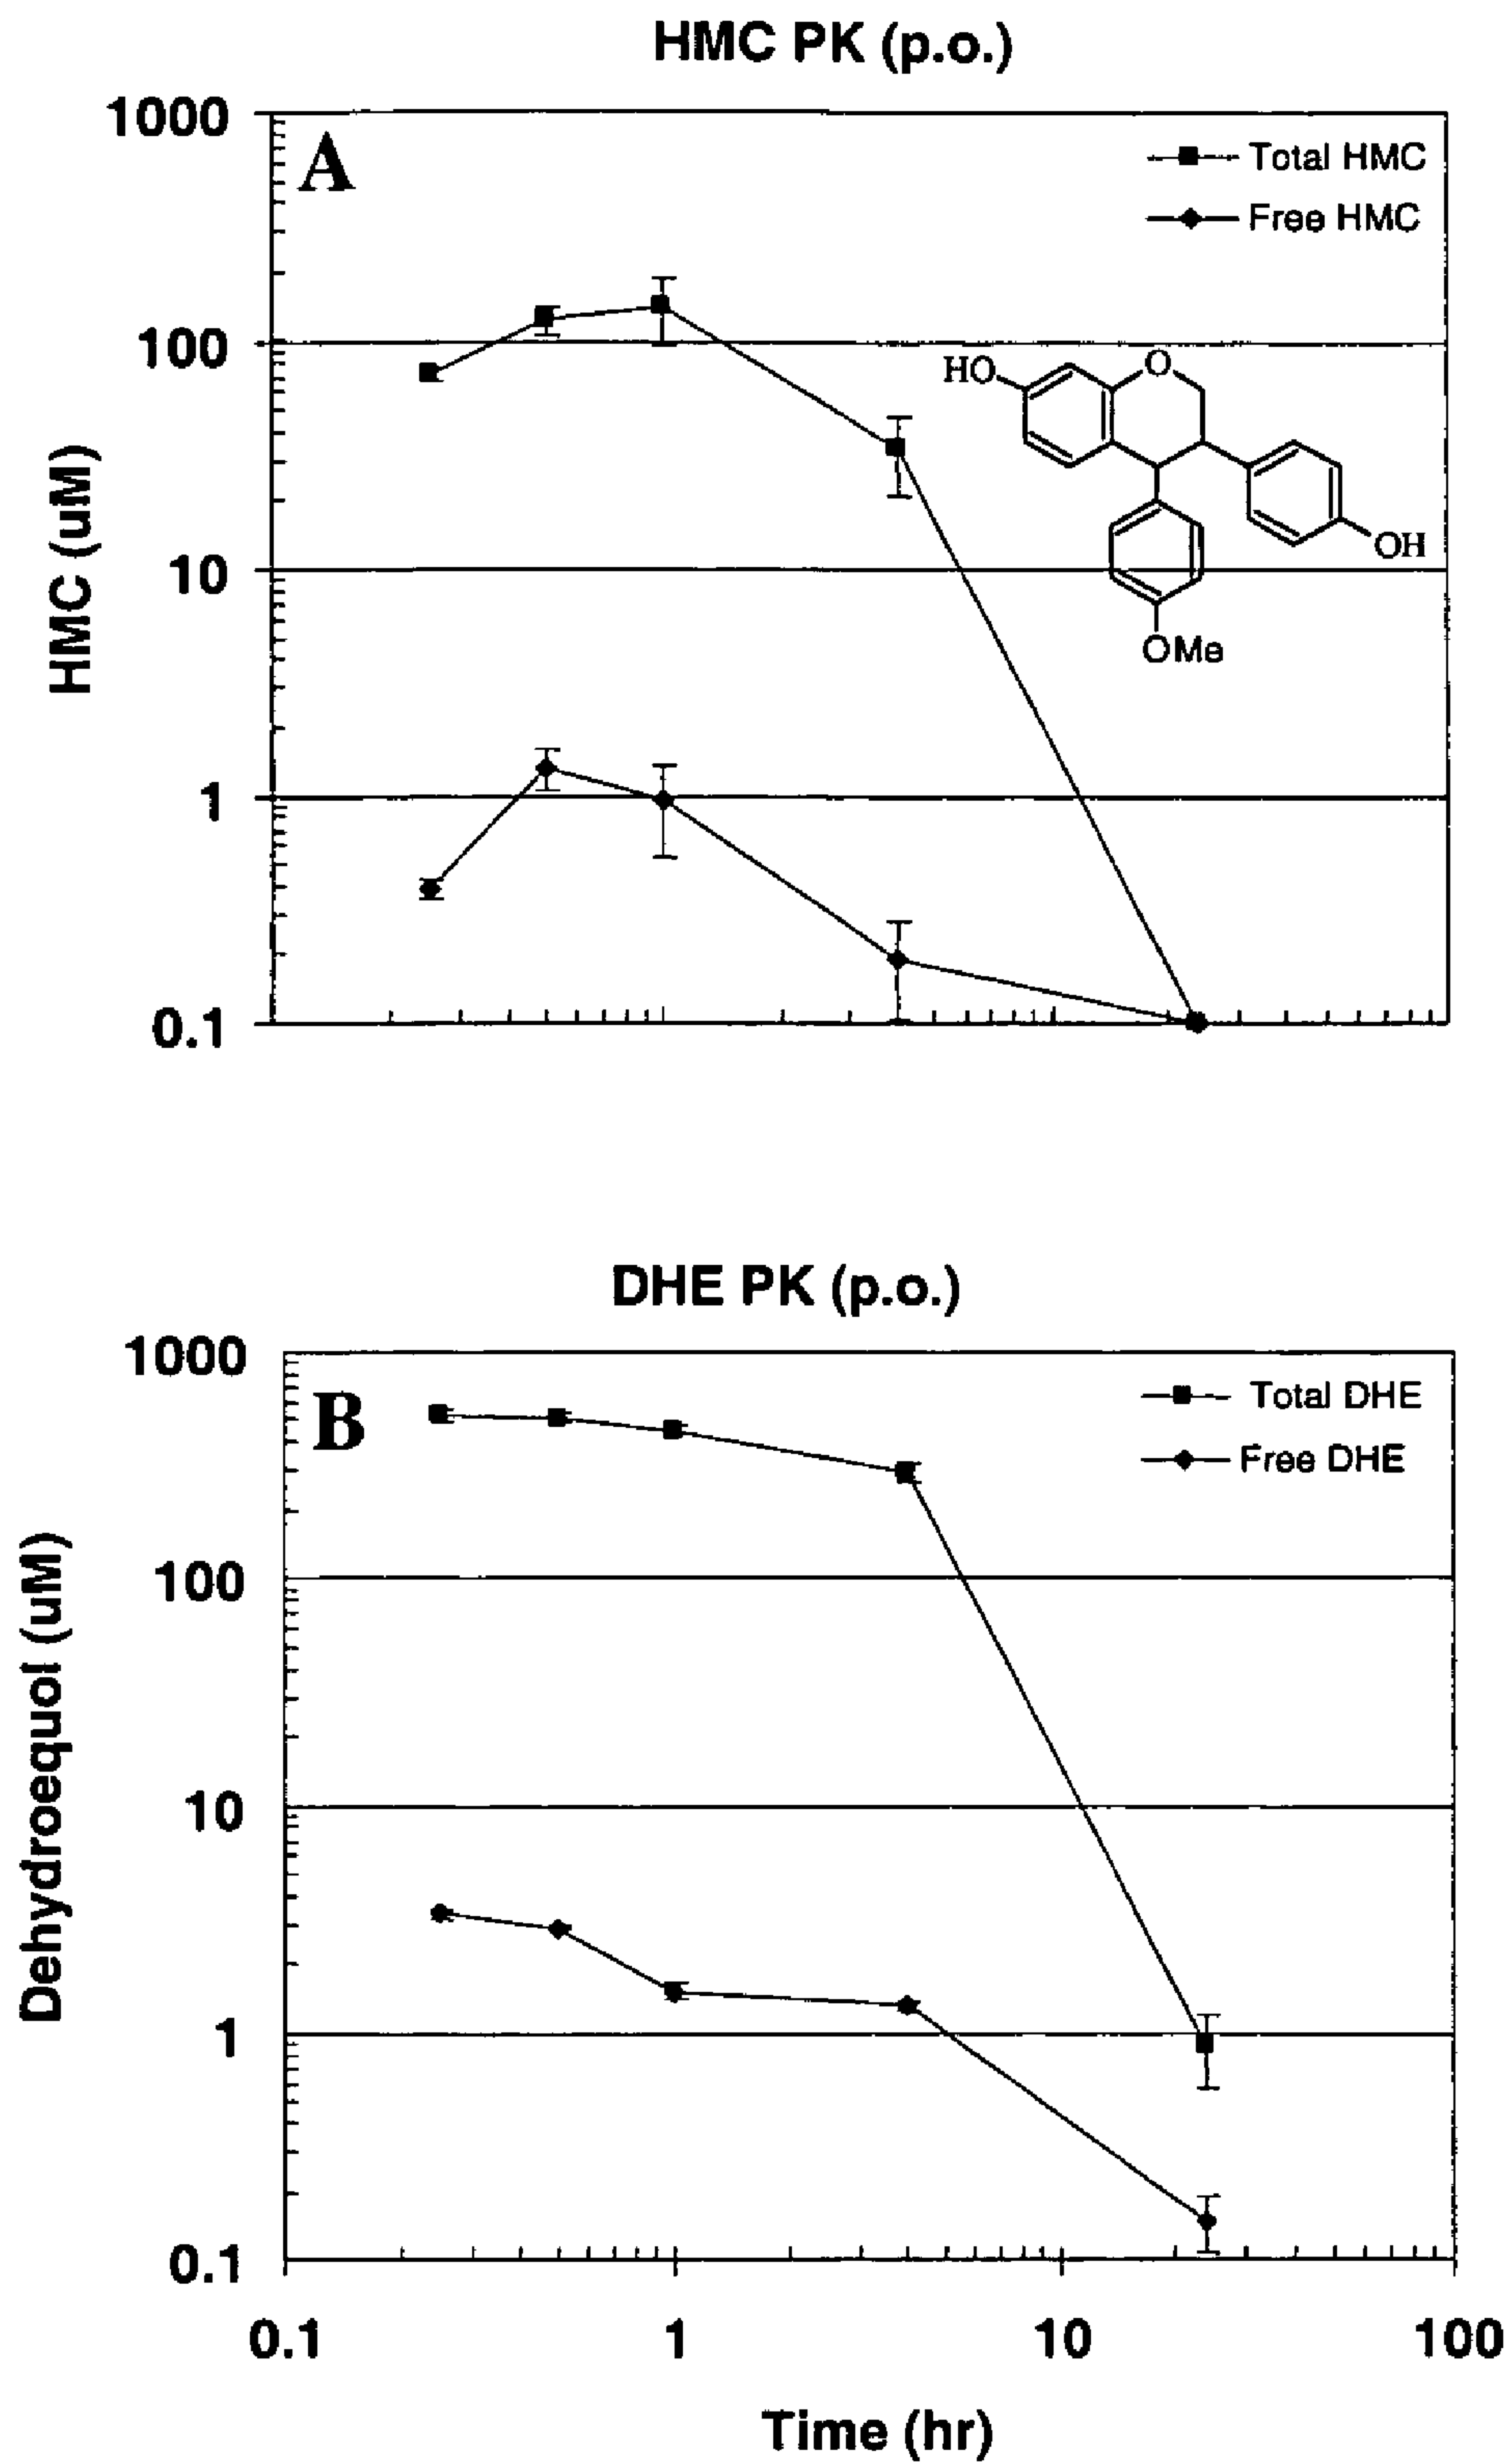 HMC PK (p.o.)
1000
A
Total HMC
Free HMC
100
HO
O
OH
10
OMe
HMC (uM)
1
0.1
DHE PK (p.o.)
1000
B
Total DHE
Free DHE
100
Dehydroequol (uM)
10
1
0.1
0.1 1 10 100
Time (hr)